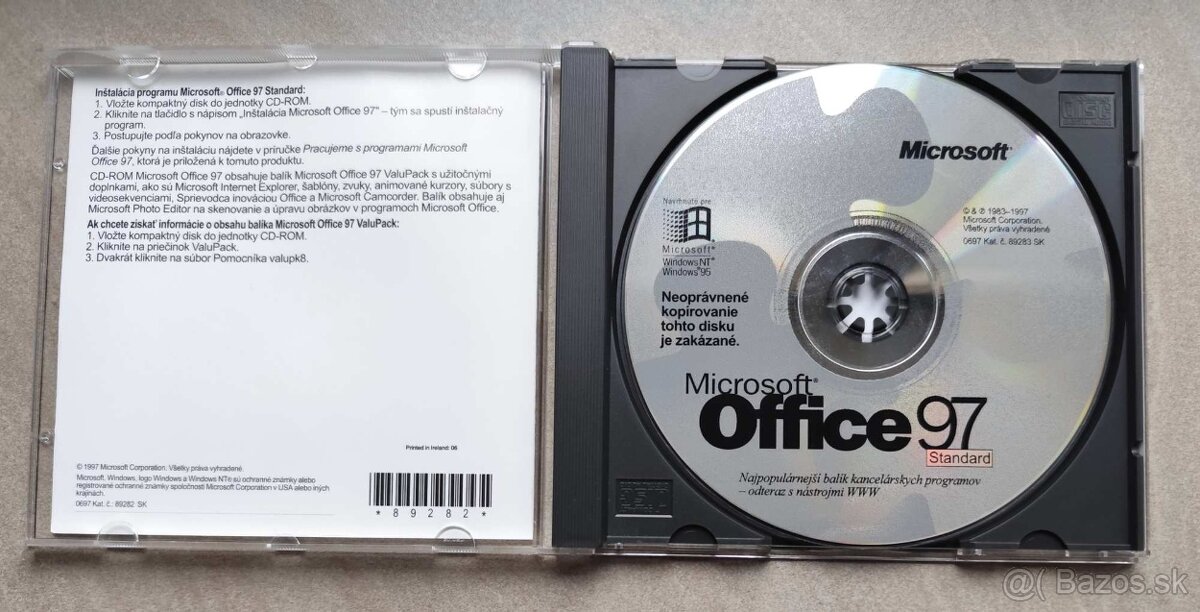 Inštalácia programu Microsoft® Office 97 Standard:
1. Vložte kompaktný disk do jednotky CD-ROM.
2. Kliknite na tlačidlo s nápisom „Inštalácia Microsoft Office 97" – tým sa spustí inštalačný
program.
3. Postupujte podľa pokynov na obrazovke.
Ďalšie pokyny na inštaláciu nájdete v príručke Pracujeme s programami Microsoft
Office 97, ktorá je priložená k tomuto produktu.
CD-ROM Microsoft Office 97 obsahuje balík Microsoft Office 97 ValuPack s užitočnými
doplnkami, ako sú Microsoft Internet Explorer, šablóny, zvuky, animované kurzory, súbory s
videosekvenciami, Sprievodca inováciou Office a Microsoft Camcorder. Balík obsahuje aj
Microsoft Photo Editor na skenovanie a úpravu obrázkov v programoch Microsoft Office.
Ak chcete získať informácie o obsahu balíka Microsoft Office 97 ValuPack:
1. Vložte kompaktný disk do jednotky CD-ROM.
2. Kliknite na priečinok ValuPack.
3. Dvakrát kliknite na súbor Pomocníka valupk8.
Printed in Ireland: 06
© 1997 Microsoft Corporation. Všetky práva vyhradené.
Microsoft, Windows, logo Windows a Windows NT® sú ochranné známky alebo
registrované ochranné známky spoločnosti Microsoft Corporation v USA alebo iných
krajinách.
0697 Kat. č.: 89282 SK
*89282*
Microsoft®
Navrhnuté pre
Microsoft®
Windows NT®
Windows®95
© & ℗ 1983–1997
Microsoft Corporation.
Všetky práva vyhradené
0697 Kat. č. 89283 SK
Neoprávnené
kopírovanie
tohto disku
je zakázané.
Microsoft®
Office 97
Standard
Najpopulárnejší balík kancelárskych programov
– odteraz s nástrojmi WWW
@( Bazos.sk